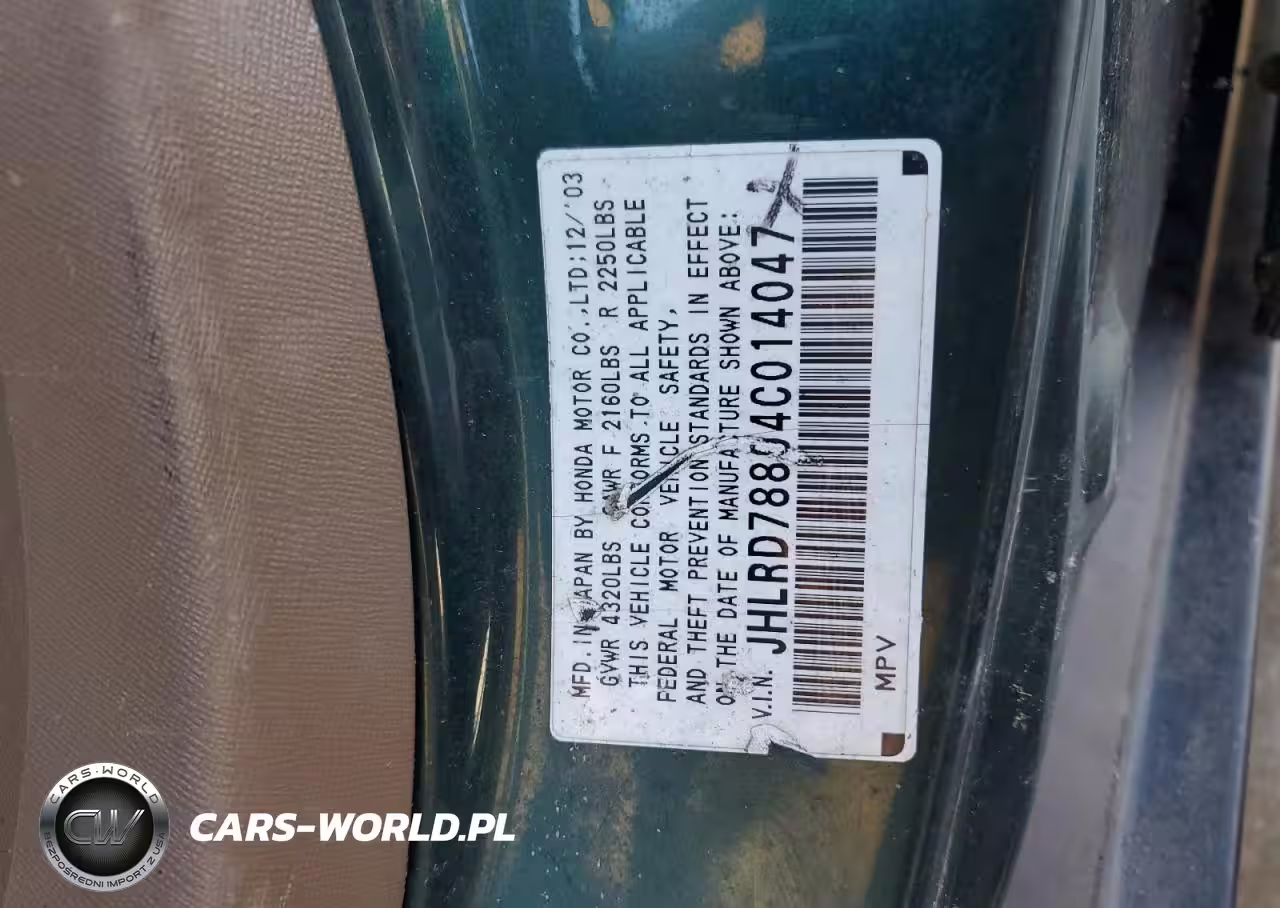 MFD. IN JAPAN BY HONDA MOTOR CO.,LTD:12/'03
GVWR 4320LBS GAWR F 2160LBS R 2250LBS
THIS VEHICLE CONFORMS TO ALL APPLICABLE
FEDERAL MOTOR VEHICLE SAFETY,
AND THEFT PREVENTION STANDARDS IN EFFECT
ON THE DATE OF MANUFACTURE SHOWN ABOVE:
V.I.N. JHLRD78804C014047
MPV
CARS-WORLD
CW
BEZPOŚREDNI IMPORT Z USA
CARS-WORLD.PL